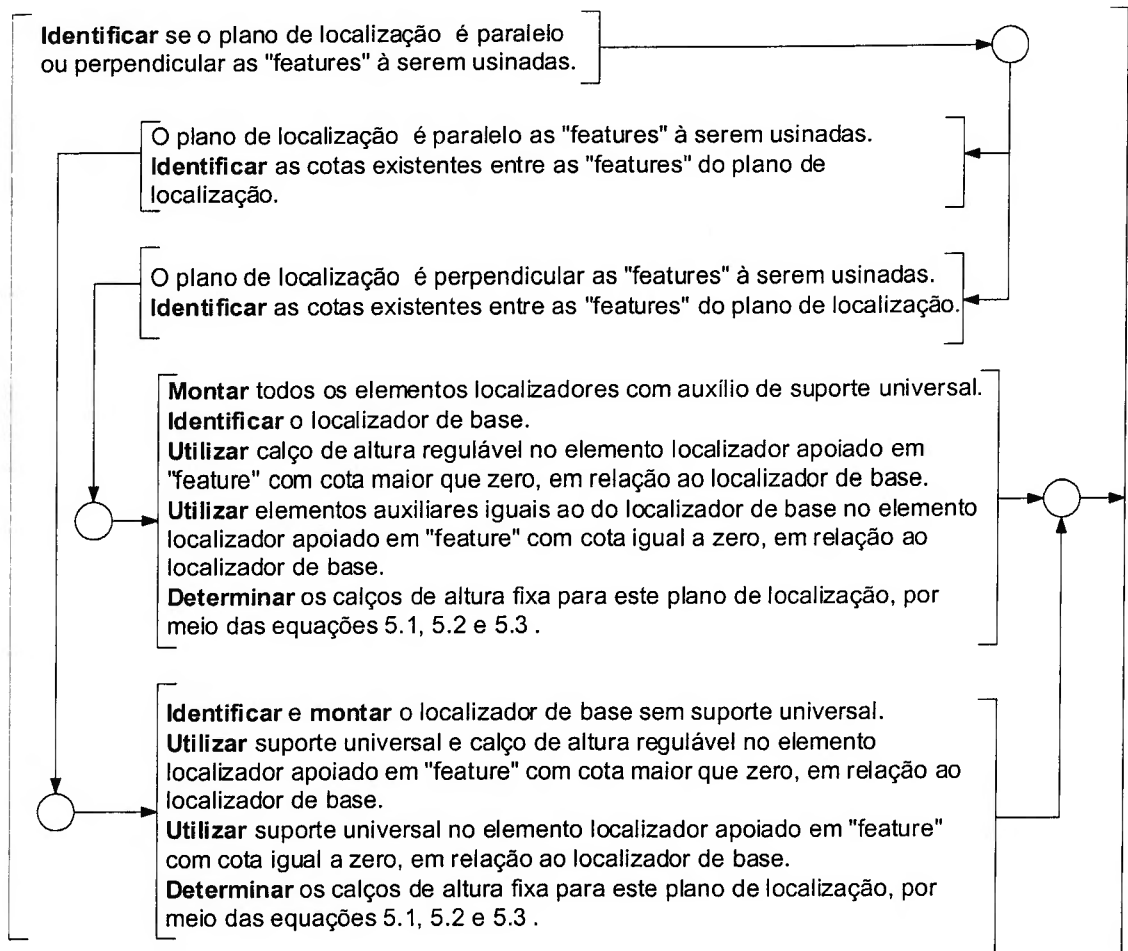 Identificar se o plano de localização é paralelo
ou perpendicular as "features" à serem usinadas.
O plano de localização é paralelo as "features" à serem usinadas.
Identificar as cotas existentes entre as "features" do plano de
localização.
O plano de localização é perpendicular as "features" à serem usinadas.
Identificar as cotas existentes entre as "features" do plano de localização.
Montar todos os elementos localizadores com auxílio de suporte universal.
Identificar o localizador de base.
Utilizar calço de altura regulável no elemento localizador apoiado em
"feature" com cota maior que zero, em relação ao localizador de base.
Utilizar elementos auxiliares iguais ao do localizador de base no elemento
localizador apoiado em "feature" com cota igual a zero, em relação ao
localizador de base.
Determinar os calços de altura fixa para este plano de localização, por
meio das equações 5.1, 5.2 e 5.3 .
Identificar e montar o localizador de base sem suporte universal.
Utilizar suporte universal e calço de altura regulável no elemento
localizador apoiado em "feature" com cota maior que zero, em relação ao
localizador de base.
Utilizar suporte universal no elemento localizador apoiado em "feature"
com cota igual a zero, em relação ao localizador de base.
Determinar os calços de altura fixa para este plano de localização, por
meio das equações 5.1, 5.2 e 5.3 .